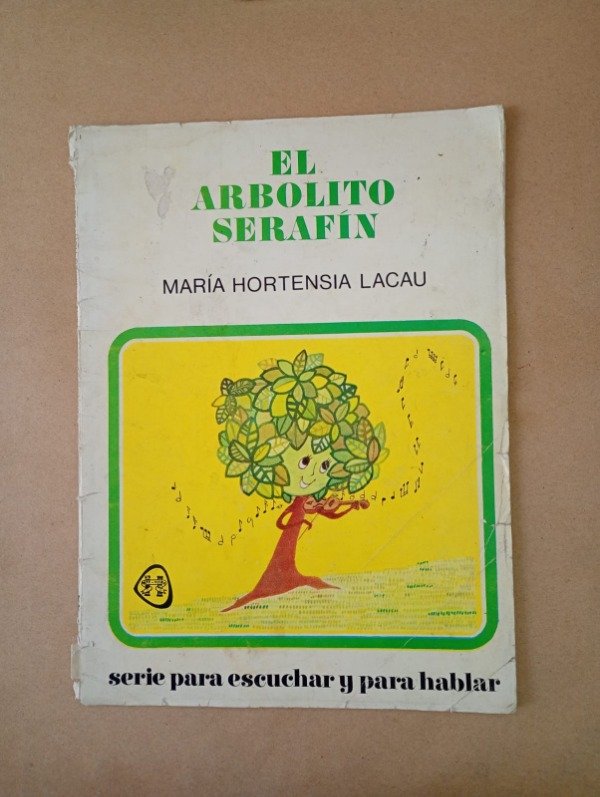 EL
ARBOLITO
SERAFÍN
MARÍA HORTENSIA LACAU
serie para escuchar y para hablar